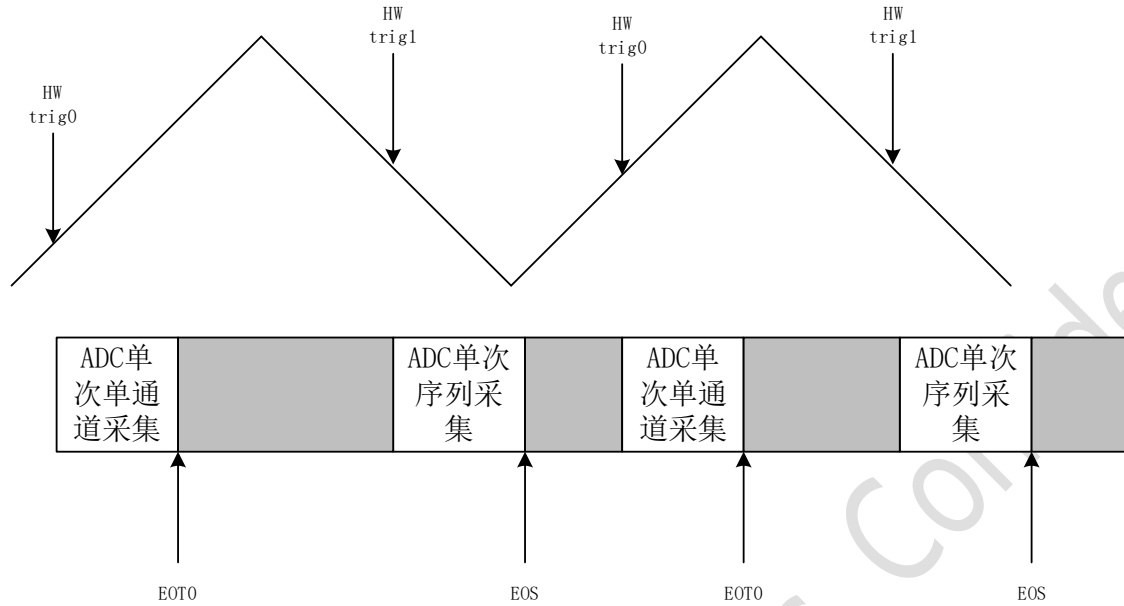 HW
trig0
HW
trig1
HW
trig0
HW
trig1
ADC单
次单通
道采集
ADC单次
序列采
集
ADC单
次单通
道采集
ADC单次
序列采
集
EOT0
EOS
EOT0
EOS